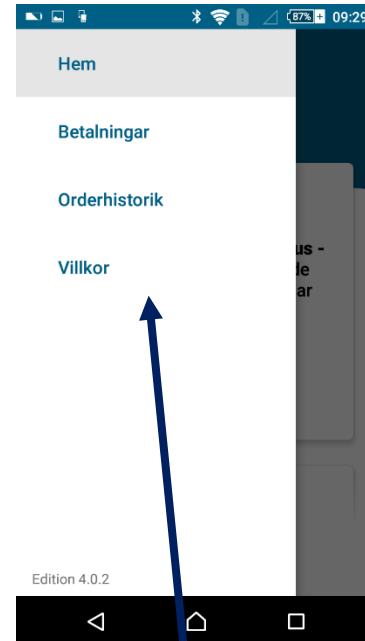 87% 09:29
Hem
Betalningar
Orderhistorik
Villkor
us -
de
ar
Edition 4.0.2